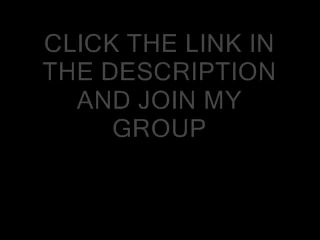 CLICK THE LINK IN
THE DESCRIPTION
AND JOIN MY
GROUP